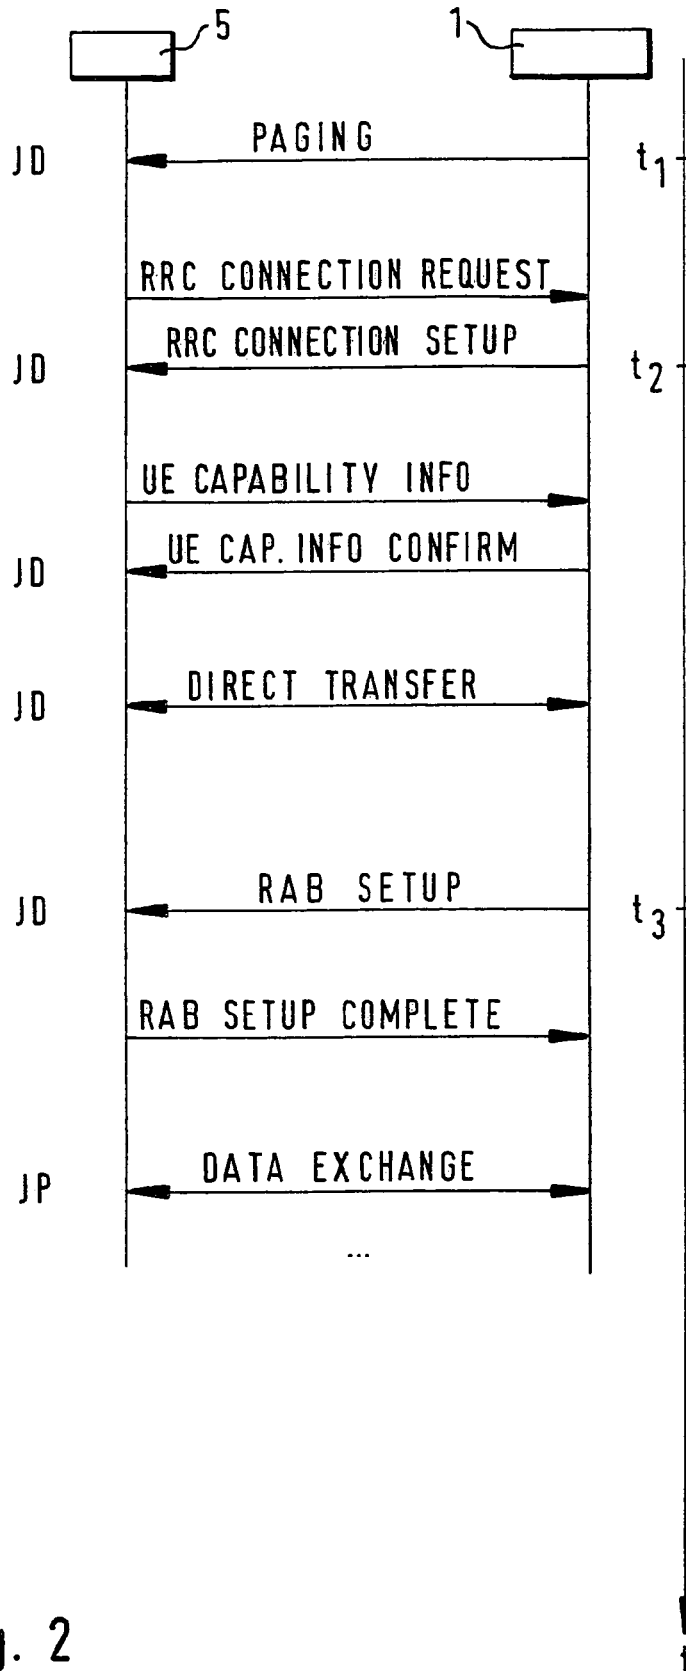 5 1
PAGING
JD t1
RRC CONNECTION REQUEST
RRC CONNECTION SETUP
JD t2
UE CAPABILITY INFO
UE CAP. INFO CONFIRM
JD
DIRECT TRANSFER
JD
RAB SETUP
JD t3
RAB SETUP COMPLETE
DATA EXCHANGE
JP
...
. 2
t